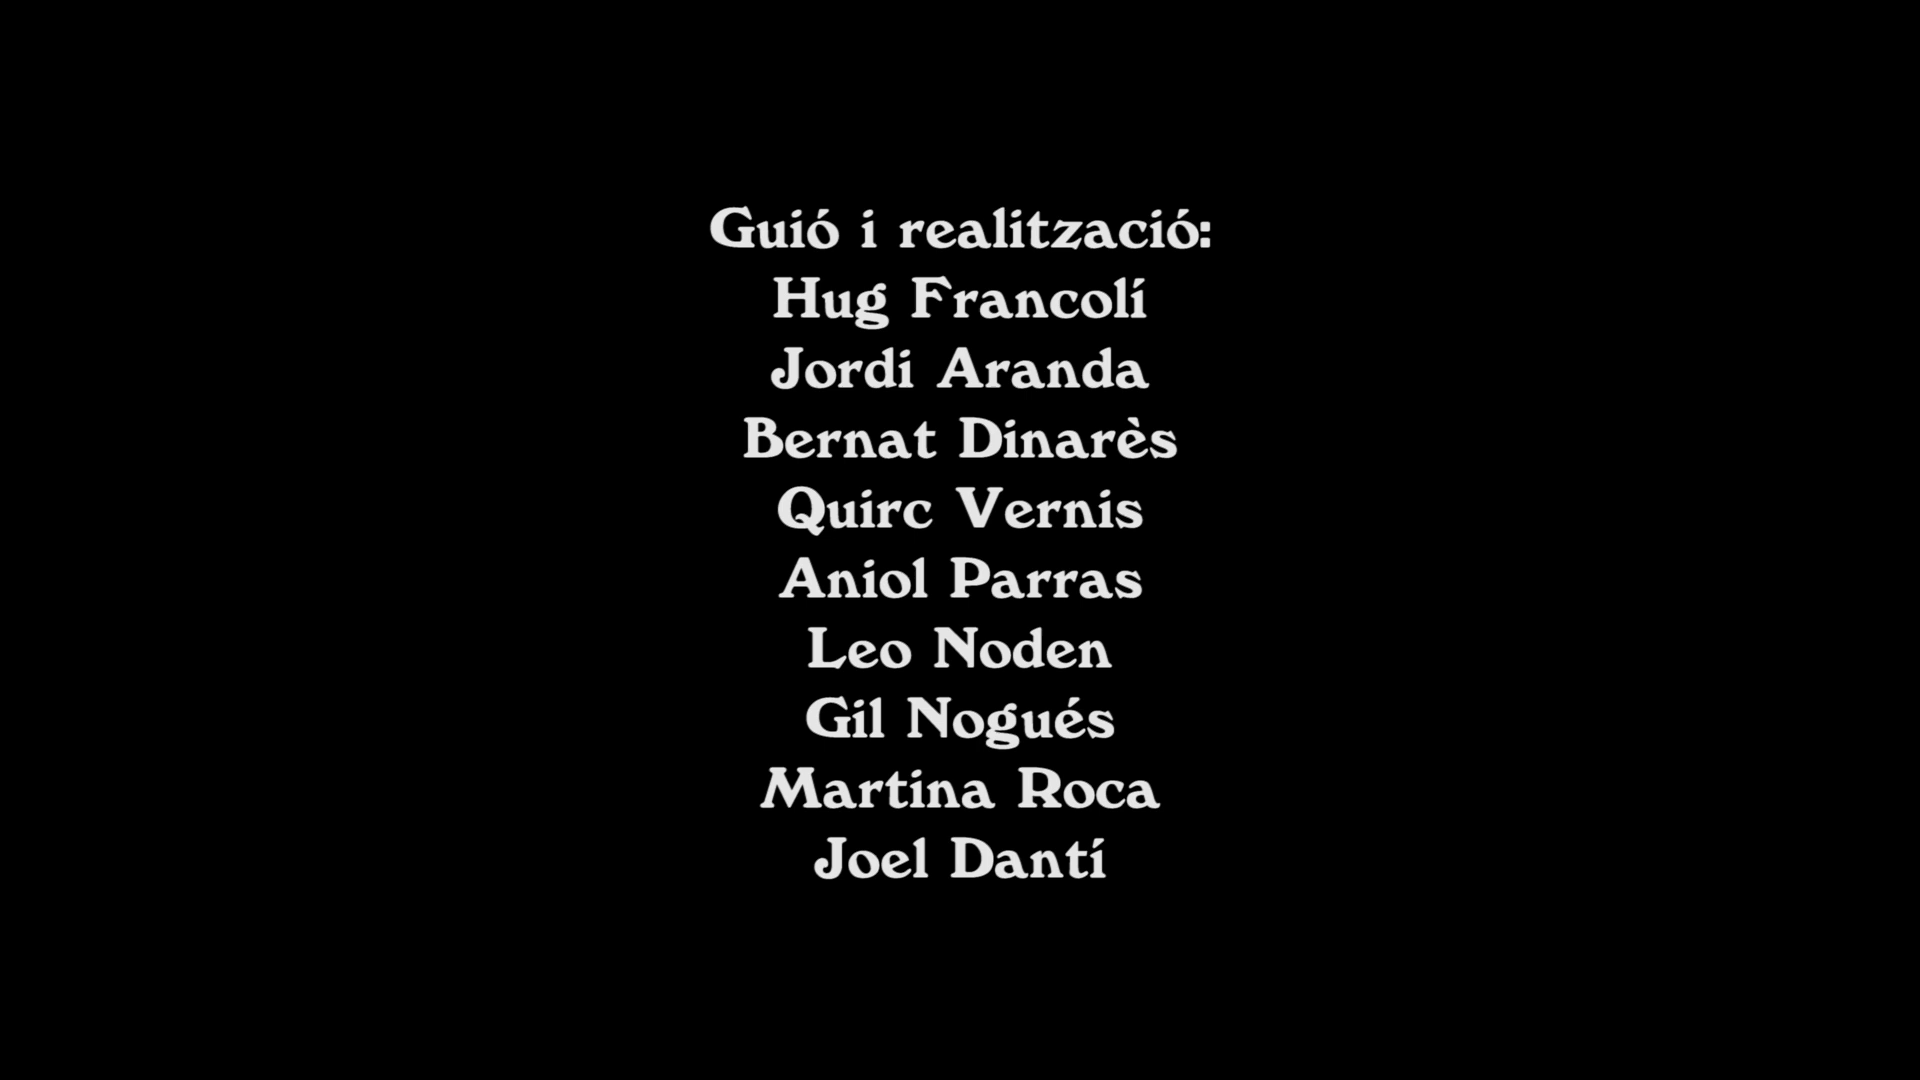 Guió i realització:
Hug Francolí
Jordi Aranda
Bernat Dinarès
Quirc Vernis
Aniol Parras
Leo Noden
Gil Nogués
Martina Roca
Joel Dantí